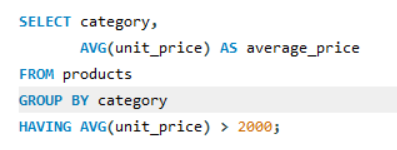 SELECT category,
       AVG(unit_price) AS average_price
FROM products
GROUP BY category
HAVING AVG(unit_price) > 2000;